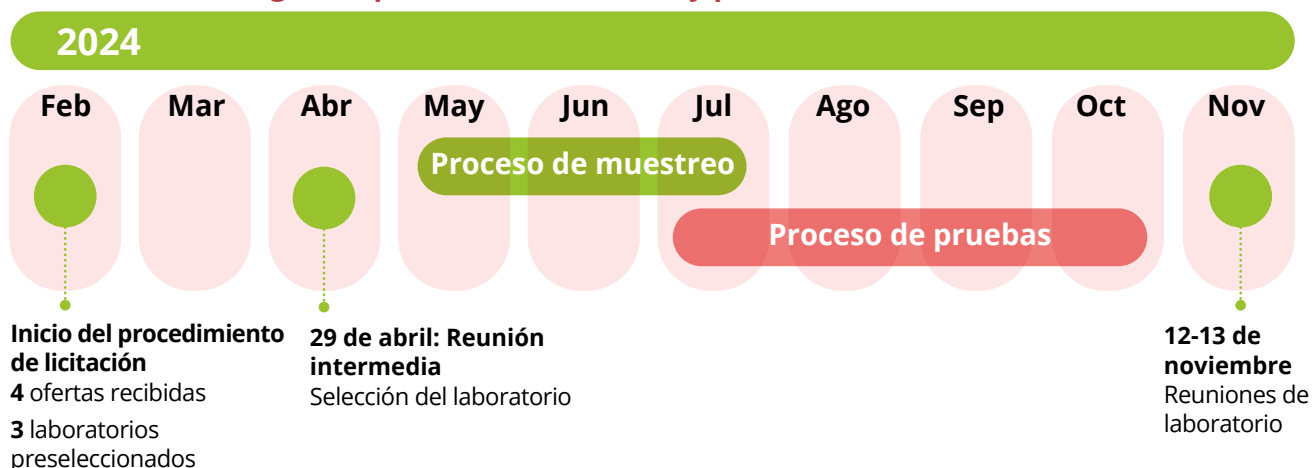 2024
Feb
Mar
Abr
May
Jun
Jul
Ago
Sep
Oct
Nov
Proceso de muestreo
Proceso de pruebas
Inicio del procedimiento
de licitación
4 ofertas recibidas
3 laboratorios
preseleccionados
29 de abril: Reunión
intermedia
Selección del laboratorio
12-13 de
noviembre
Reuniones de
laboratorio